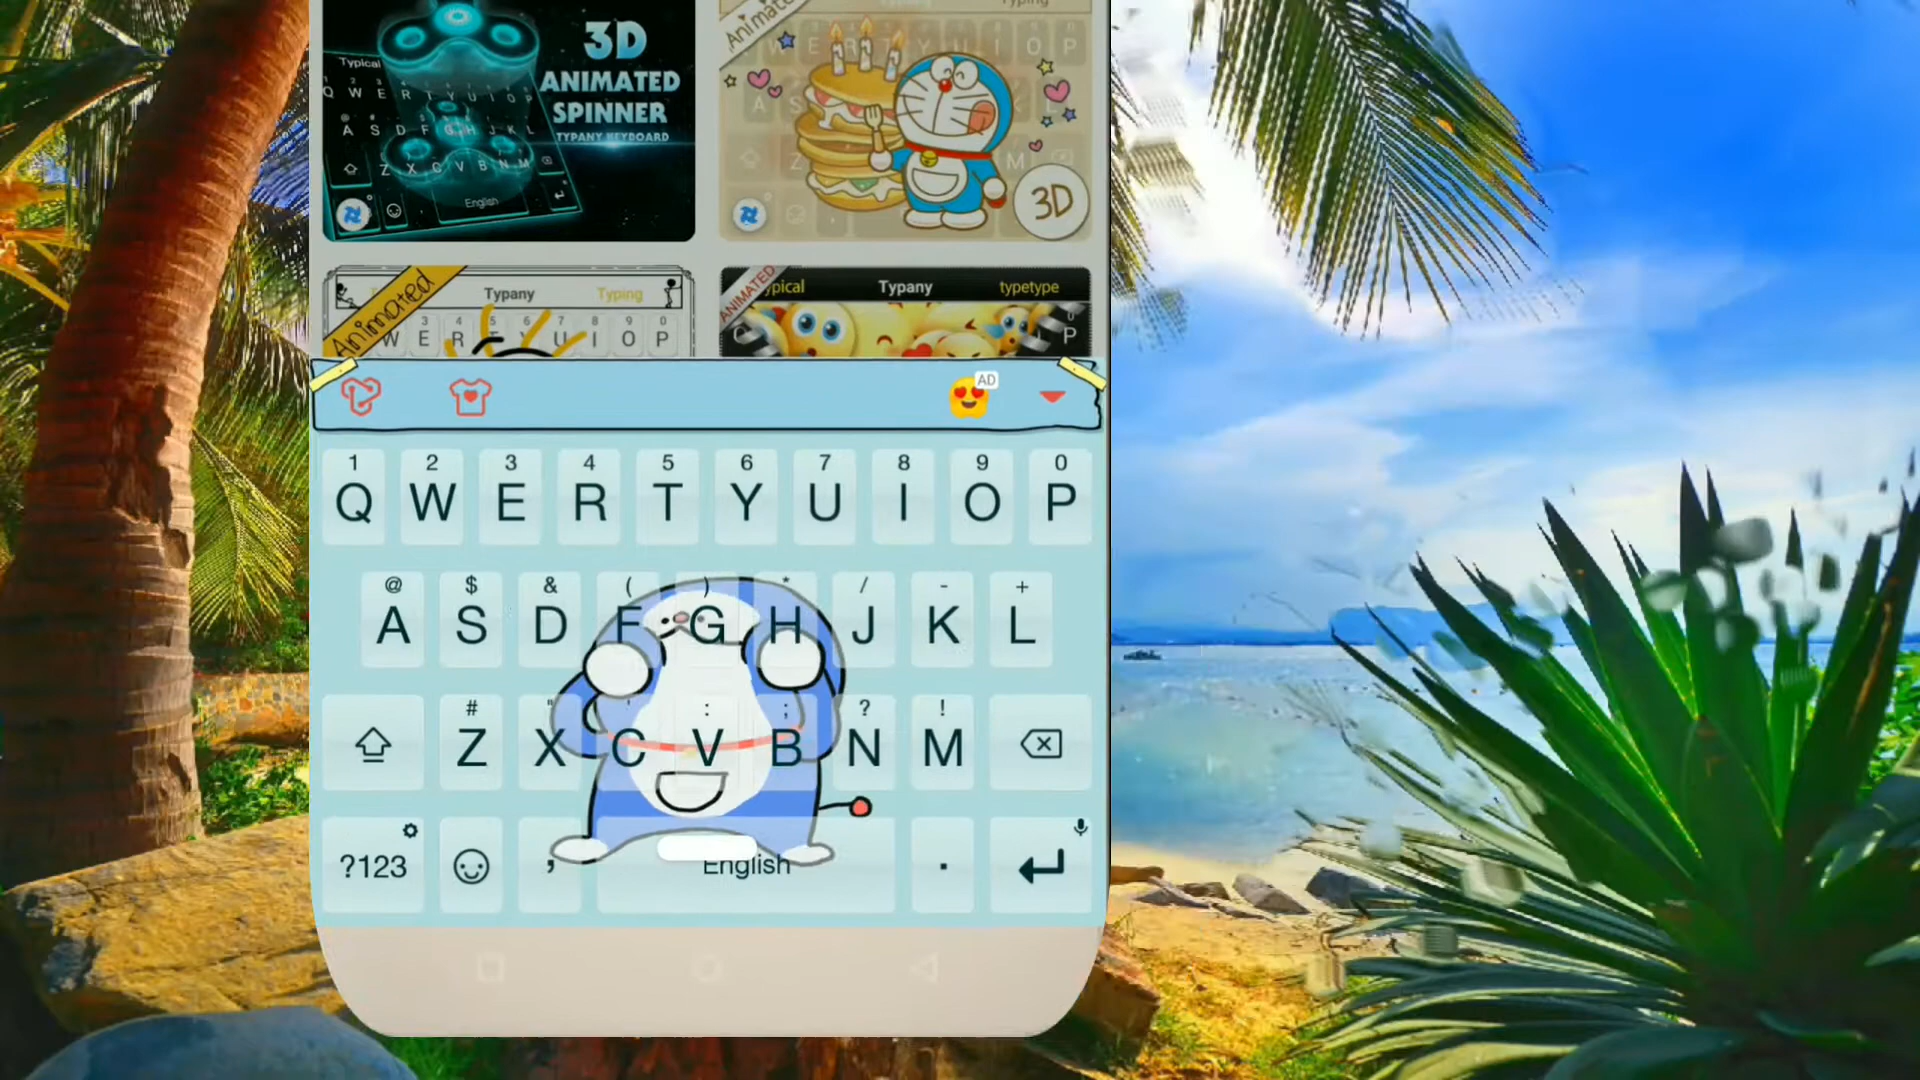 3D
ANIMATED
SPINNER
TYPANY KEYBOARD
Typical
Q W E R T Y U I O P
A S D F G H J K L
Z X C V B N M
English
Animated
Typing
3D
Animated
Typany
Typing
ANIMATED
Typany
typetype
AD
1 2 3 4 5 6 7 8 9 0
Q W E R T Y U I O P
@ $ & ( ) * / - +
A S D F G H J K L
# " ' : ; ? !
Z X C V B N M
?123 , English .